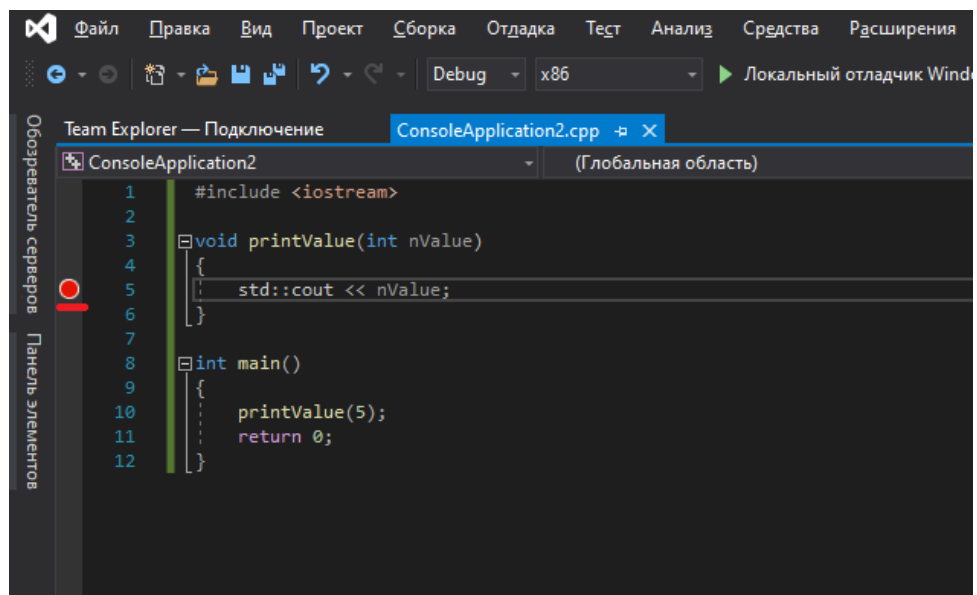 Файл Правка Вид Проект Сборка Отладка Тест Анализ Средства Расширения
Debug x86 Локальный отладчик Windo
Обозреватель серверов
Панель элементов
Team Explorer — Подключение ConsoleApplication2.cpp
ConsoleApplication2 (Глобальная область)
1 #include <iostream>
2
3 void printValue(int nValue)
4 {
5 std::cout << nValue;
6 }
7
8 int main()
9 {
10 printValue(5);
11 return 0;
12 }